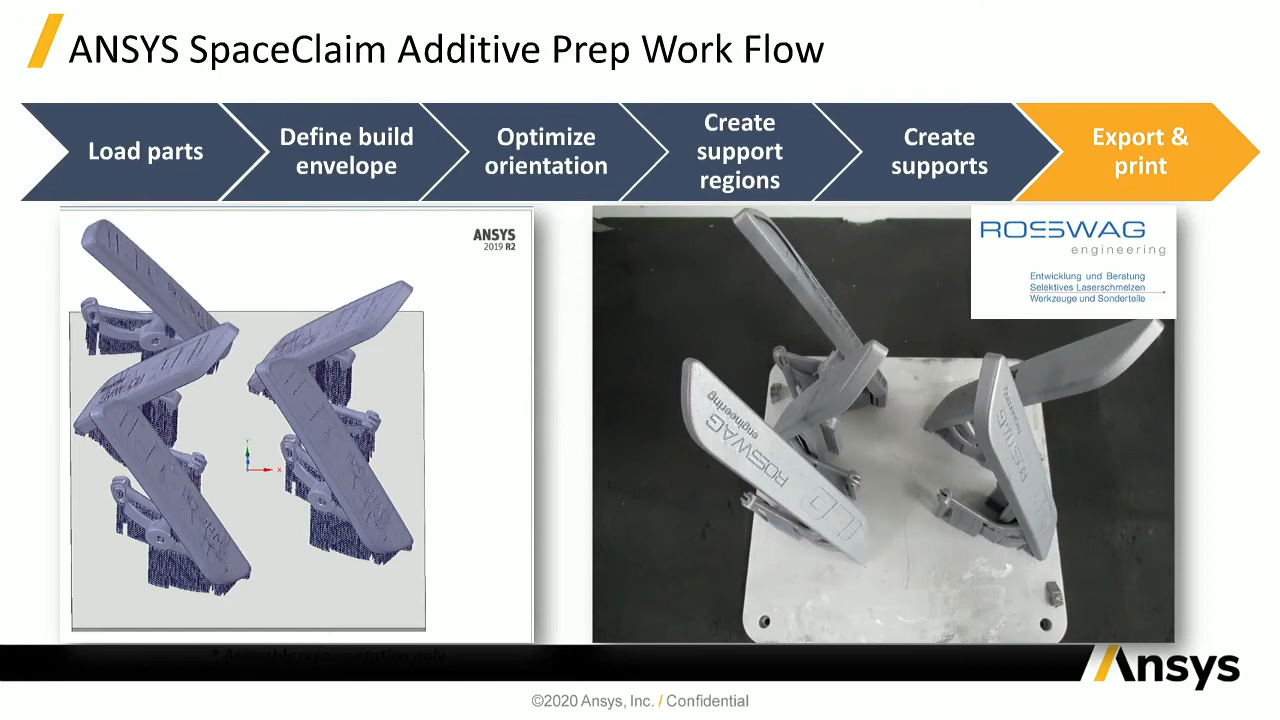 ANSYS SpaceClaim Additive Prep Work Flow
Load parts
Define build
envelope
Optimize
orientation
Create
support
regions
Create
supports
Export &
print
ANSYS
2019 R2
Y
X
ROSSWAG
engineering
Entwicklung und Beratung
Selektives Laserschmelzen
Werkzeuge und Sonderteile
ROSSWAG
engineering
Ansys
©2020 Ansys, Inc. / Confidential